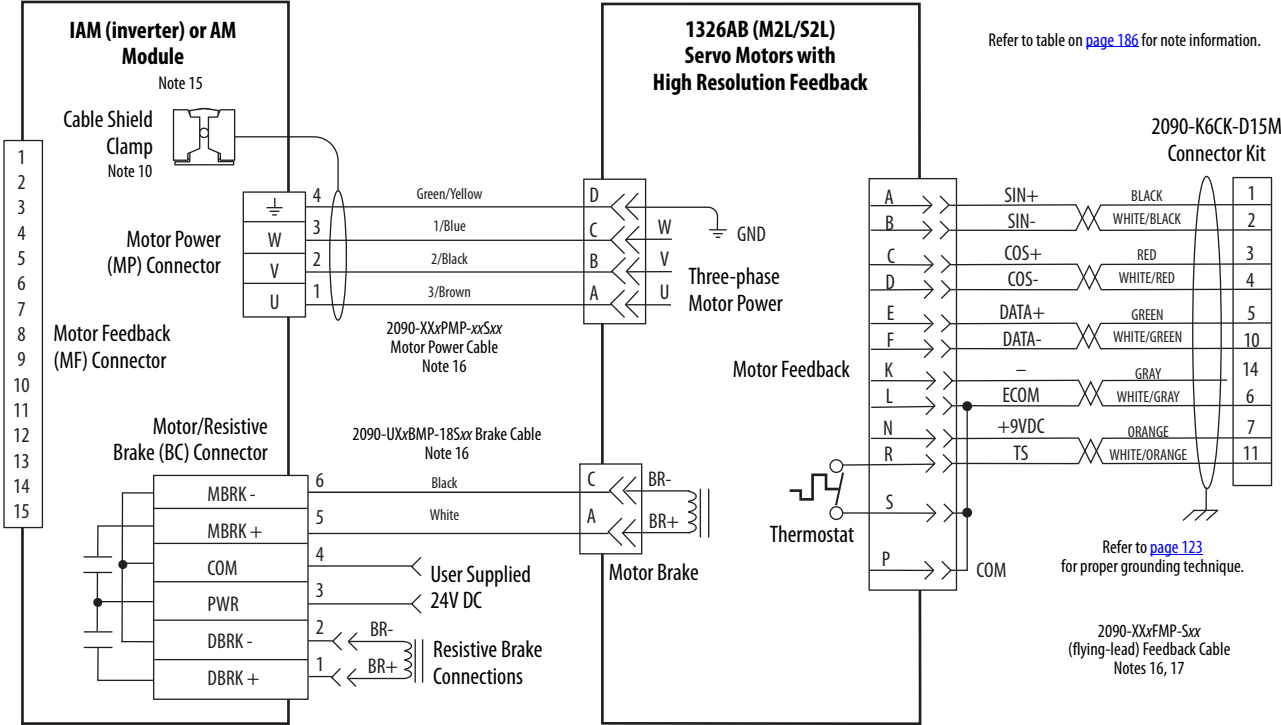 IAM (inverter) or AM
Module
Note 15
Cable Shield
Clamp
Note 10
1
2
3
4
5
6
7
8
9
10
11
12
13
14
15
Motor Feedback
(MF) Connector
Motor Power
(MP) Connector
W
V
U
4
3
2
1
Green/Yellow
1/Blue
2/Black
3/Brown
2090-XXxPMP-xxSxx
Motor Power Cable
Note 16
Motor/Resistive
Brake (BC) Connector
MBRK -
MBRK +
COM
PWR
DBRK -
DBRK +
6
5
4
3
2
1
2090-UXxBMP-18Sxx Brake Cable
Note 16
Black
White
User Supplied
24V DC
BR-
BR+
Resistive Brake
Connections
1326AB (M2L/S2L)
Servo Motors with
High Resolution Feedback
D
C
B
A
W
V
U
GND
Three-phase
Motor Power
C
A
BR-
BR+
Motor Brake
Motor Feedback
A
B
C
D
E
F
K
L
N
R
S
P
Thermostat
COM
Refer to table on page 186 for note information.
2090-K6CK-D15M
Connector Kit
SIN+ BLACK 1
SIN- WHITE/BLACK 2
COS+ RED 3
COS- WHITE/RED 4
DATA+ GREEN 5
DATA- WHITE/GREEN 10
– GRAY 14
ECOM WHITE/GRAY 6
+9VDC ORANGE 7
TS WHITE/ORANGE 11
Refer to page 123
for proper grounding technique.
2090-XXxFMP-Sxx
(flying-lead) Feedback Cable
Notes 16, 17